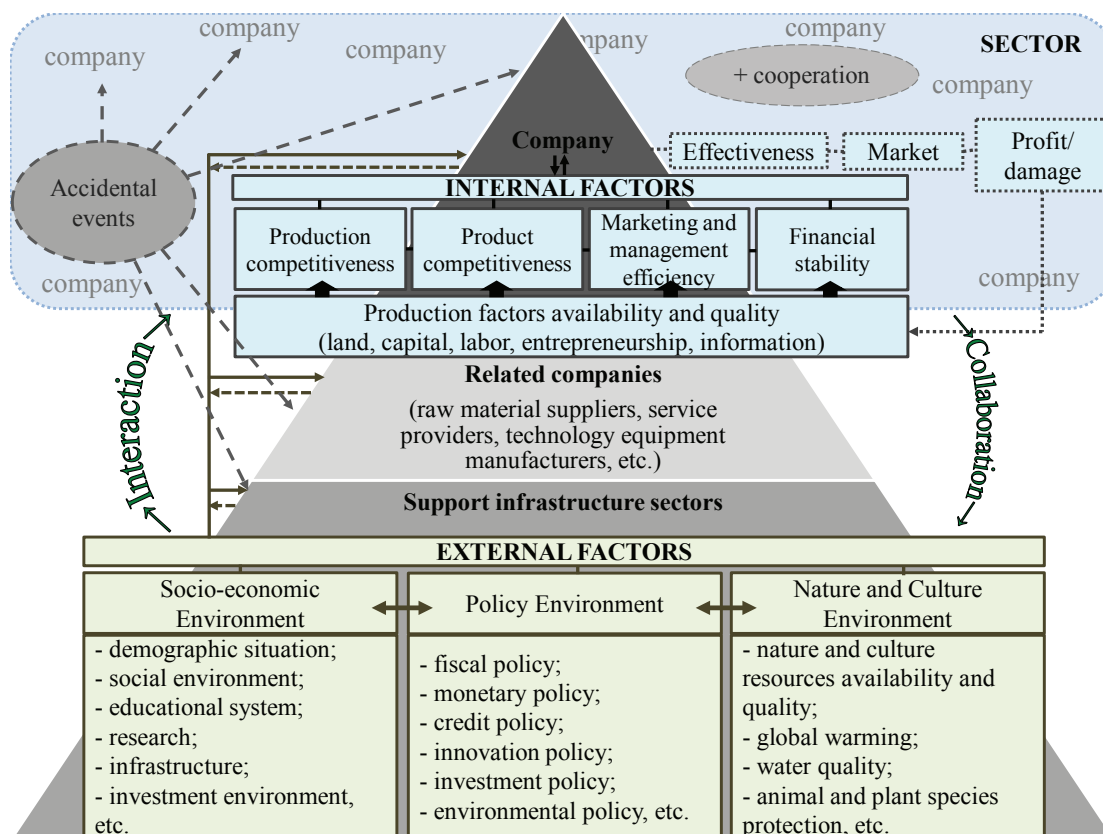 company
company
company
company
company
SECTOR
+ cooperation
company
Company
Effectiveness
Market
Profit/
damage
Accidental
events
INTERNAL FACTORS
Production
competitiveness
Product
competitiveness
Marketing and
management
efficiency
Financial
stability
company
company
Production factors availability and quality
(land, capital, labor, entrepreneurship, information)
Interaction
Collaboration
Related companies
(raw material suppliers, service
providers, technology equipment
manufacturers, etc.)
Support infrastructure sectors
EXTERNAL FACTORS
Socio-economic
Environment
- demographic situation;
- social environment;
- educational system;
- research;
- infrastructure;
- investment environment,
etc.
Policy Environment
- fiscal policy;
- monetary policy;
- credit policy;
- innovation policy;
- investment policy;
- environmental policy, etc.
Nature and Culture
Environment
- nature and culture
resources availability and
quality;
- global warming;
- water quality;
- animal and plant species
protection, etc.